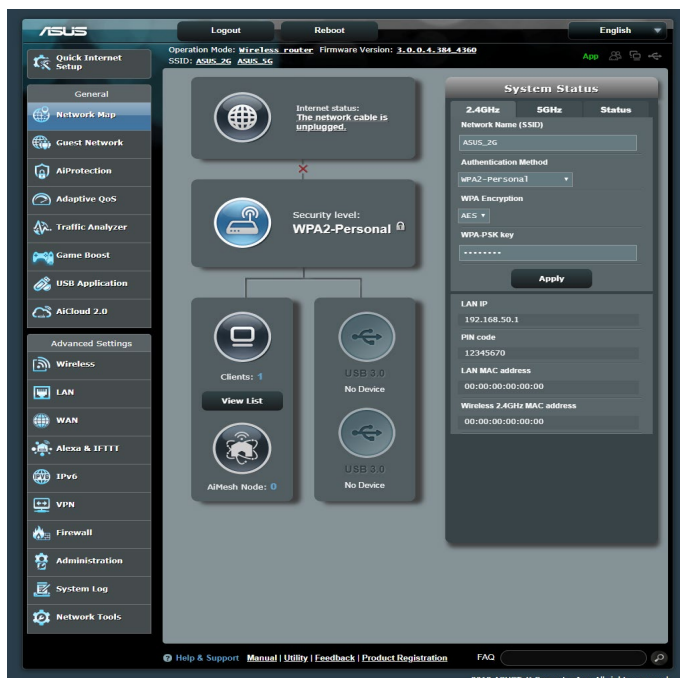 ASUS
Logout
Reboot
English
Quick Internet
Setup
Operation Mode: Wireless router Firmware Version: 3.0.0.4.384_4360
SSID: ASUS_2G ASUS_5G
App
General
Network Map
Guest Network
AiProtection
Adaptive QoS
Traffic Analyzer
Game Boost
USB Application
AiCloud 2.0
Advanced Settings
Wireless
LAN
WAN
Alexa & IFTTT
IPv6
VPN
Firewall
Administration
System Log
Network Tools
Internet status:
The network cable is
unplugged.
Security level:
WPA2-Personal
Clients: 1
View List
AiMesh Node: 0
USB 3.0
No Device
USB 3.0
No Device
System Status
2.4GHz 5GHz Status
Network Name (SSID)
ASUS_2G
Authentication Method
WPA2-Personal
WPA Encryption
AES
WPA-PSK key
••••••••
Apply
LAN IP
192.168.50.1
PIN code
12345670
LAN MAC address
00:00:00:00:00:00
Wireless 2.4GHz MAC address
00:00:00:00:00:00
Help & Support Manual | Utility | Feedback | Product Registration FAQ